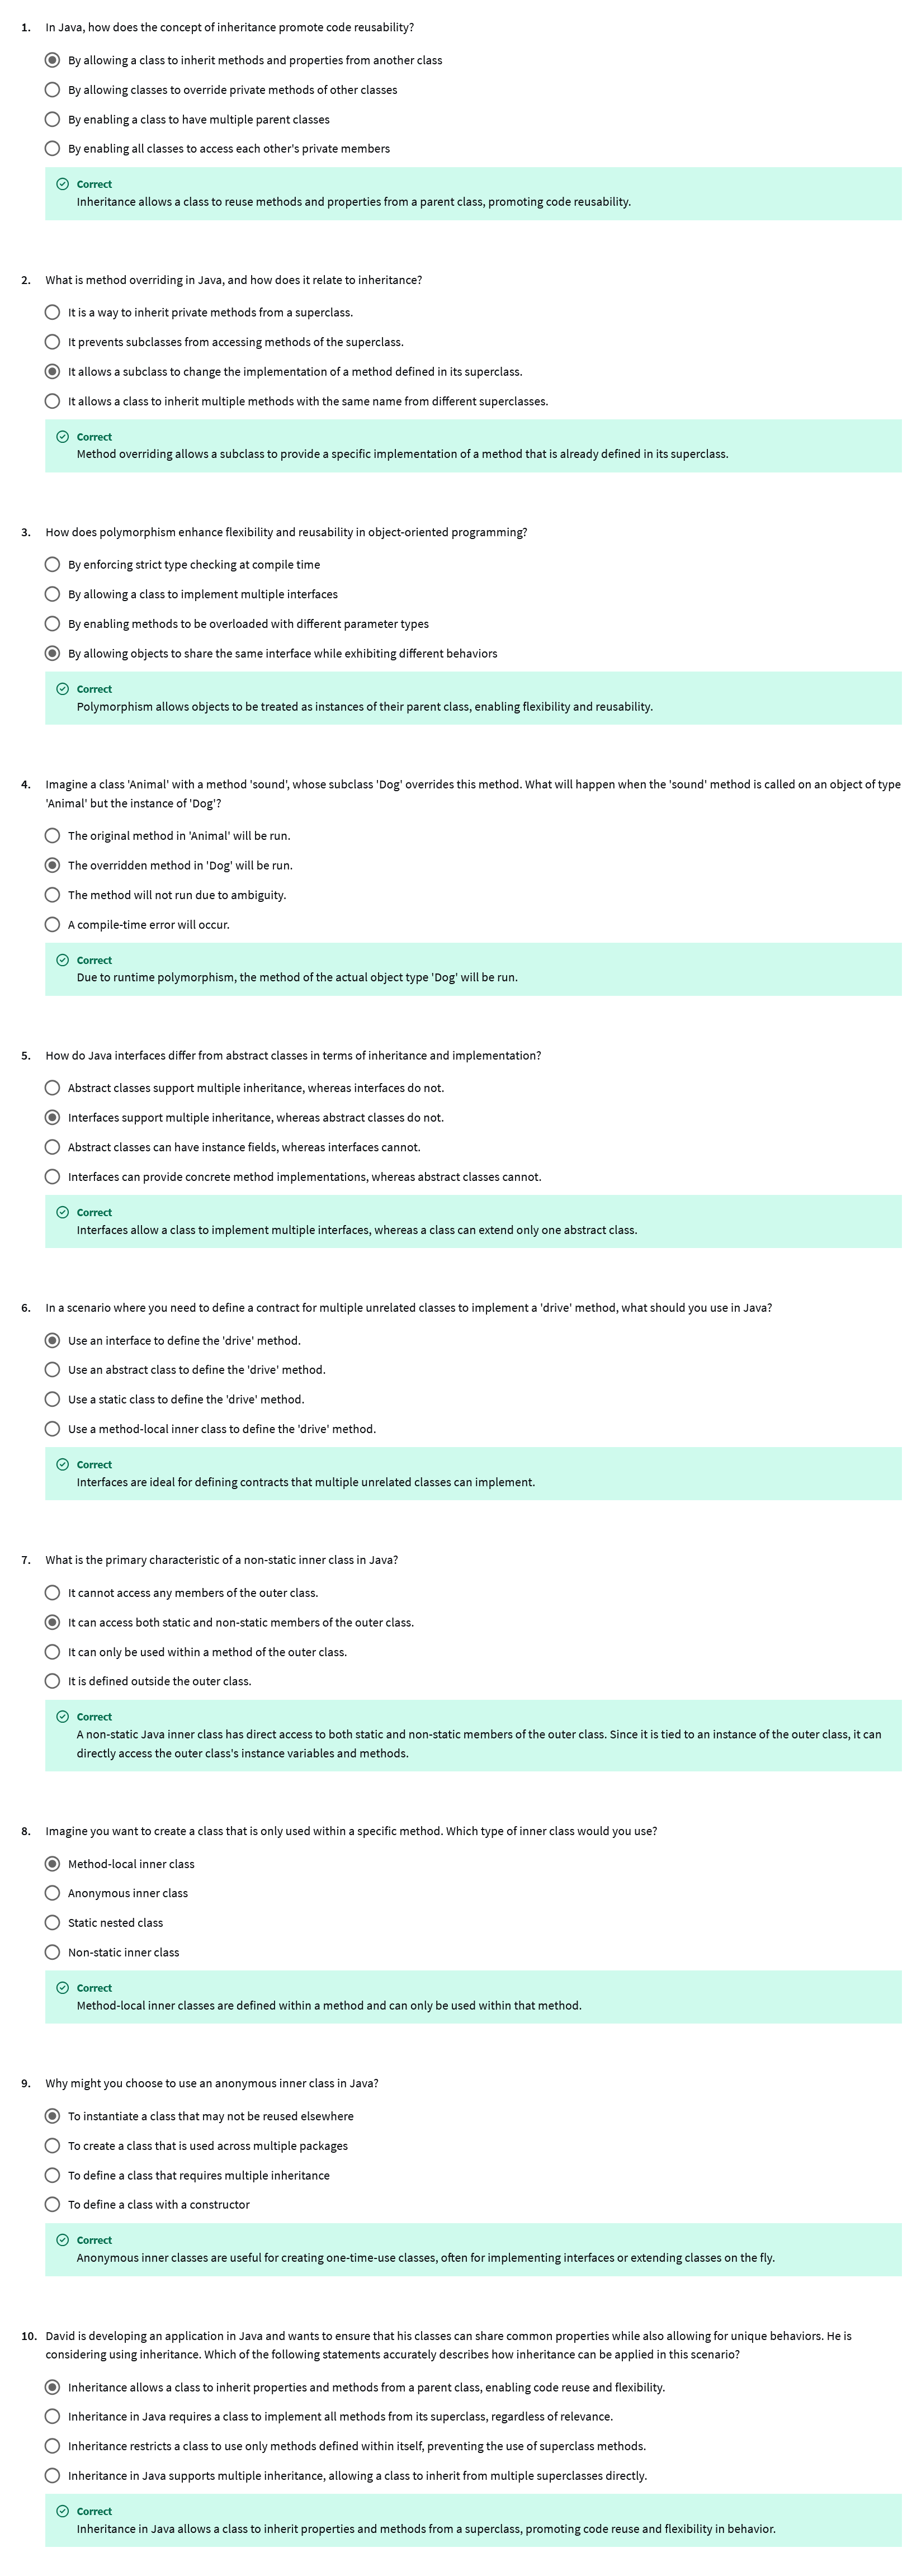 1. In Java, how does the concept of inheritance promote code reusability?
By allowing a class to inherit methods and properties from another class
By allowing classes to override private methods of other classes
By enabling a class to have multiple parent classes
By enabling all classes to access each other's private members
Correct
Inheritance allows a class to reuse methods and properties from a parent class, promoting code reusability.
2. What is method overriding in Java, and how does it relate to inheritance?
It is a way to inherit private methods from a superclass.
It prevents subclasses from accessing methods of the superclass.
It allows a subclass to change the implementation of a method defined in its superclass.
It allows a class to inherit multiple methods with the same name from different superclasses.
Correct
Method overriding allows a subclass to provide a specific implementation of a method that is already defined in its superclass.
3. How does polymorphism enhance flexibility and reusability in object-oriented programming?
By enforcing strict type checking at compile time
By allowing a class to implement multiple interfaces
By enabling methods to be overloaded with different parameter types
By allowing objects to share the same interface while exhibiting different behaviors
Correct
Polymorphism allows objects to be treated as instances of their parent class, enabling flexibility and reusability.
4. Imagine a class 'Animal' with a method 'sound', whose subclass 'Dog' overrides this method. What will happen when the 'sound' method is called on an object of type
'Animal' but the instance of 'Dog'?
The original method in 'Animal' will be run.
The overridden method in 'Dog' will be run.
The method will not run due to ambiguity.
A compile-time error will occur.
Correct
Due to runtime polymorphism, the method of the actual object type 'Dog' will be run.
5. How do Java interfaces differ from abstract classes in terms of inheritance and implementation?
Abstract classes support multiple inheritance, whereas interfaces do not.
Interfaces support multiple inheritance, whereas abstract classes do not.
Abstract classes can have instance fields, whereas interfaces cannot.
Interfaces can provide concrete method implementations, whereas abstract classes cannot.
Correct
Interfaces allow a class to implement multiple interfaces, whereas a class can extend only one abstract class.
6. In a scenario where you need to define a contract for multiple unrelated classes to implement a 'drive' method, what should you use in Java?
Use an interface to define the 'drive' method.
Use an abstract class to define the 'drive' method.
Use a static class to define the 'drive' method.
Use a method-local inner class to define the 'drive' method.
Correct
Interfaces are ideal for defining contracts that multiple unrelated classes can implement.
7. What is the primary characteristic of a non-static inner class in Java?
It cannot access any members of the outer class.
It can access both static and non-static members of the outer class.
It can only be used within a method of the outer class.
It is defined outside the outer class.
Correct
A non-static Java inner class has direct access to both static and non-static members of the outer class. Since it is tied to an instance of the outer class, it can
directly access the outer class's instance variables and methods.
8. Imagine you want to create a class that is only used within a specific method. Which type of inner class would you use?
Method-local inner class
Anonymous inner class
Static nested class
Non-static inner class
Correct
Method-local inner classes are defined within a method and can only be used within that method.
9. Why might you choose to use an anonymous inner class in Java?
To instantiate a class that may not be reused elsewhere
To create a class that is used across multiple packages
To define a class that requires multiple inheritance
To define a class with a constructor
Correct
Anonymous inner classes are useful for creating one-time-use classes, often for implementing interfaces or extending classes on the fly.
10. David is developing an application in Java and wants to ensure that his classes can share common properties while also allowing for unique behaviors. He is
considering using inheritance. Which of the following statements accurately describes how inheritance can be applied in this scenario?
Inheritance allows a class to inherit properties and methods from a parent class, enabling code reuse and flexibility.
Inheritance in Java requires a class to implement all methods from its superclass, regardless of relevance.
Inheritance restricts a class to use only methods defined within itself, preventing the use of superclass methods.
Inheritance in Java supports multiple inheritance, allowing a class to inherit from multiple superclasses directly.
Correct
Inheritance in Java allows a class to inherit properties and methods from a superclass, promoting code reuse and flexibility in behavior.